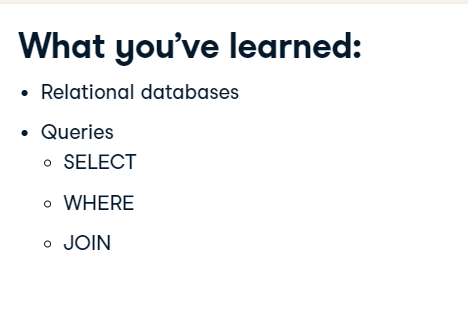 What you’ve learned:
• Relational databases
• Queries
◦ SELECT
◦ WHERE
◦ JOIN